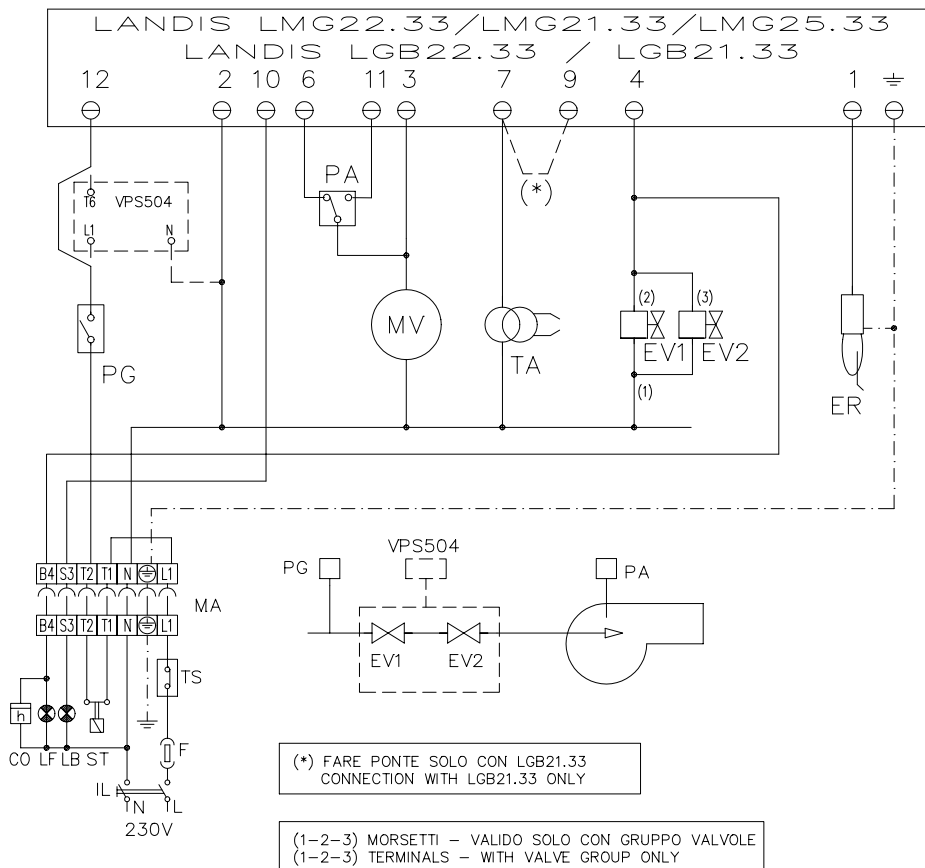 LANDIS LMG22.33/LMG21.33/LMG25.33
LANDIS LGB22.33 / LGB21.33
12 2 10 6 11 3 7 9 4 1
PA
(*)
T6 VPS504
L1 N
(2) (3)
MV
EV1 EV2
TA
PG
(1)
ER
VPS504
B4 S3 T2 T1 N L1
PG PA
MA
B4 S3 T2 T1 N L1
EV1 EV2
TS
h
CO LF LB ST F
(*) FARE PONTE SOLO CON LGB21.33
CONNECTION WITH LGB21.33 ONLY
IL N L
230V
(1-2-3) MORSETTI - VALIDO SOLO CON GRUPPO VALVOLE
(1-2-3) TERMINALS - WITH VALVE GROUP ONLY